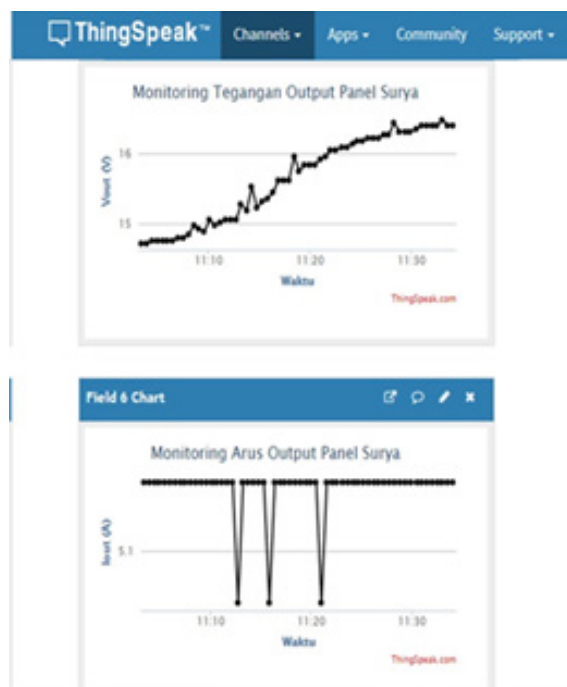 ThingSpeak™ Channels Apps Community Support
Monitoring Tegangan Output Panel Surya
Vout (V)
16
15
11:10 11:20 11:30
Waktu
ThingSpeak.com
Field 6 Chart
Monitoring Arus Output Panel Surya
Iout (A)
5.1
11:10 11:20 11:30
Waktu
ThingSpeak.com